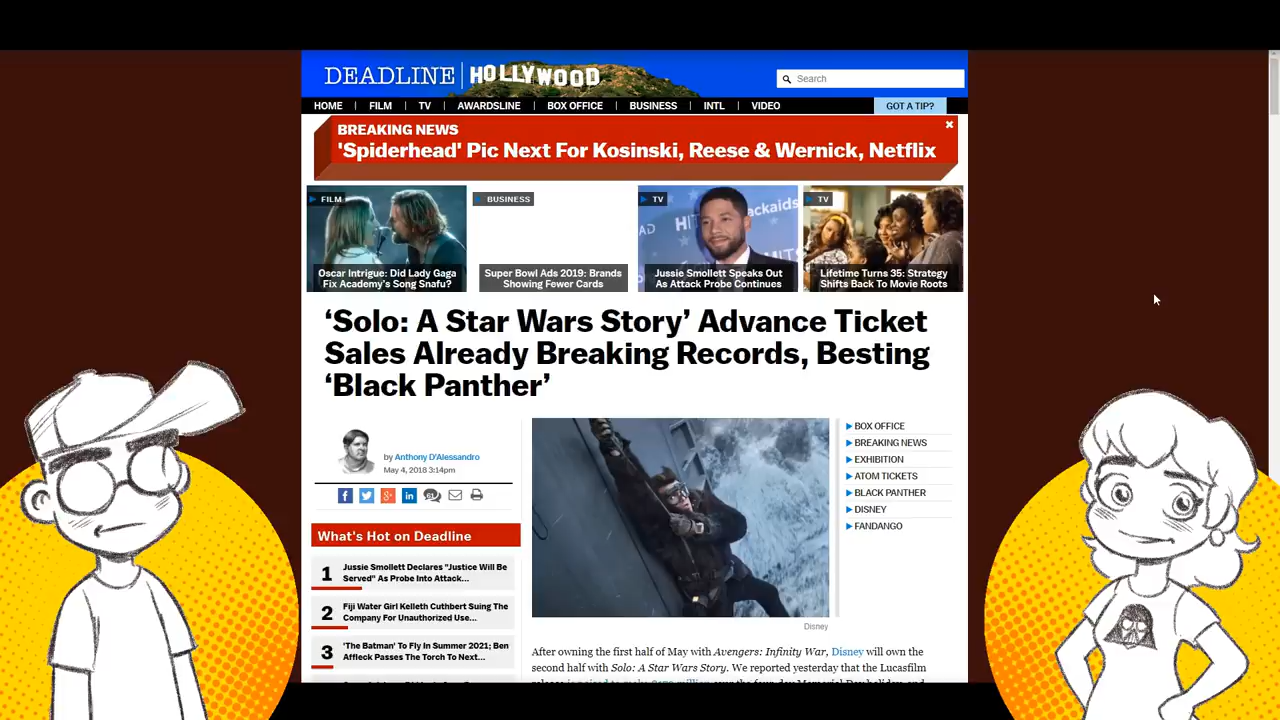 DEADLINE HOLLYWOOD
Search
HOME FILM TV AWARDSLINE BOX OFFICE BUSINESS INTL VIDEO GOT A TIP?
BREAKING NEWS
'Spiderhead' Pic Next For Kosinski, Reese & Wernick, Netflix
FILM
Oscar Intrigue: Did Lady Gaga
Fix Academy's Song Snafu?
BUSINESS
Super Bowl Ads 2019: Brands
Showing Fewer Cards
TV
Jussie Smollett Speaks Out
As Attack Probe Continues
TV
Lifetime Turns 35: Strategy
Shifts Back To Movie Roots
‘Solo: A Star Wars Story’ Advance Ticket
Sales Already Breaking Records, Besting
‘Black Panther’
by Anthony D'Alessandro
May 4, 2018 3:14pm
What's Hot on Deadline
1 Jussie Smollett Declares "Justice Will Be
Served" As Probe Into Attack...
2 Fiji Water Girl Kelleth Cuthbert Suing The
Company For Unauthorized Use...
3 'The Batman' To Fly In Summer 2021; Ben
Affleck Passes The Torch To Next...
Disney
BOX OFFICE
BREAKING NEWS
EXHIBITION
ATOM TICKETS
BLACK PANTHER
DISNEY
FANDANGO
After owning the first half of May with Avengers: Infinity War, Disney will own the
second half with Solo: A Star Wars Story. We reported yesterday that the Lucasfilm